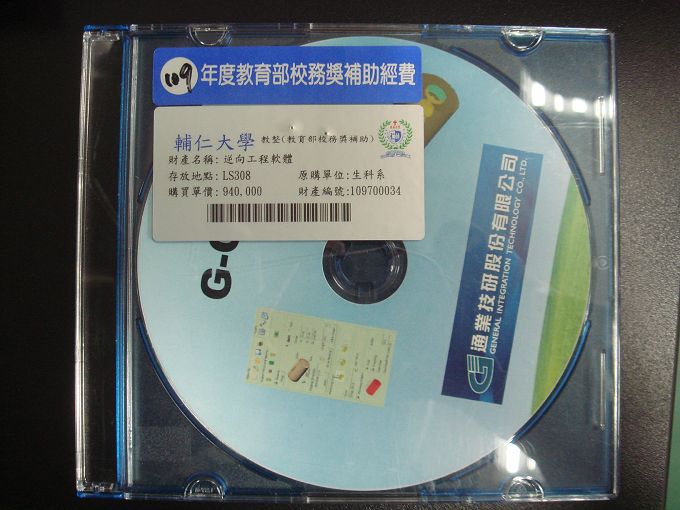 109 年度教育部校務獎補助經費
輔仁大學 教整(教育部校務獎補助)
財產名稱: 逆向工程軟體
存放地點: LS308 原購單位: 生科系
購買單價: 940,000 財產編號: 109700034
G-
通業技研股份有限公司
GENERAL INTEGRATION TECHNOLOGY CO., LTD.